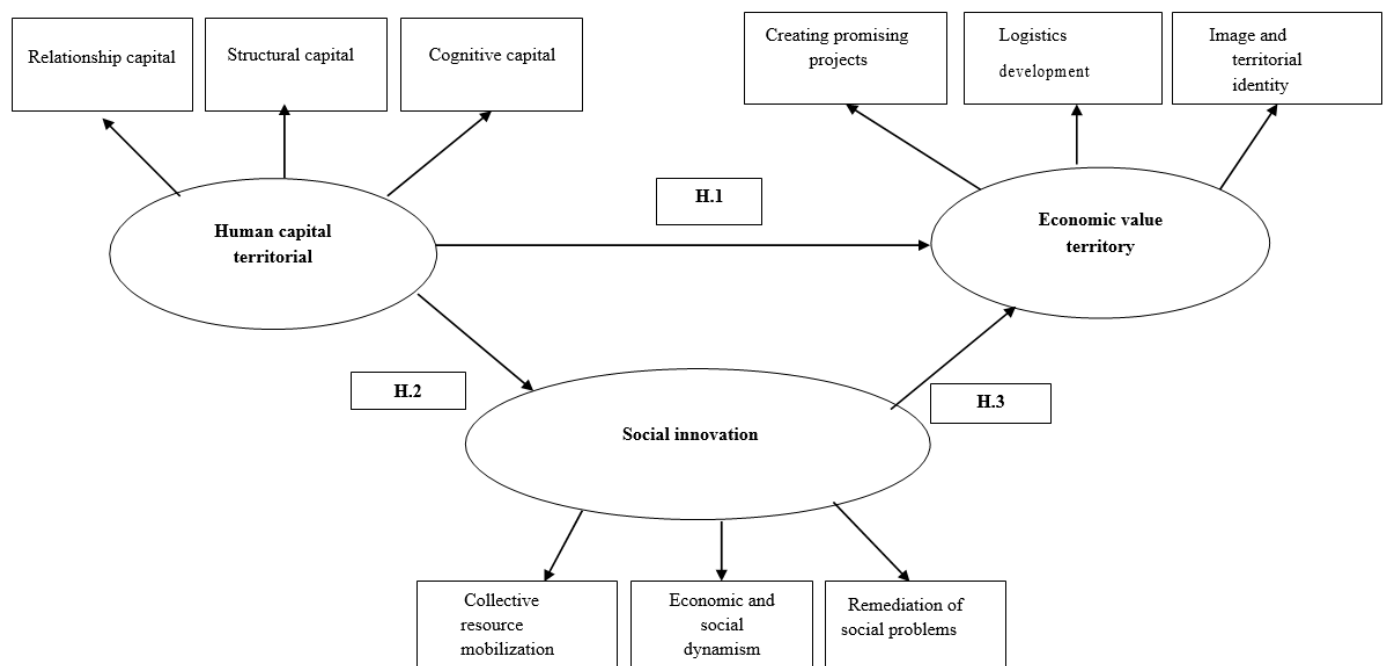 Relationship capital
Structural capital
Cognitive capital
Creating promising
projects
Logistics
development
Image and
territorial
identity
H.1
Human capital
territorial
Economic value
territory
H.2
H.3
Social innovation
Collective
resource
mobilization
Economic and
social
dynamism
Remediation of
social problems